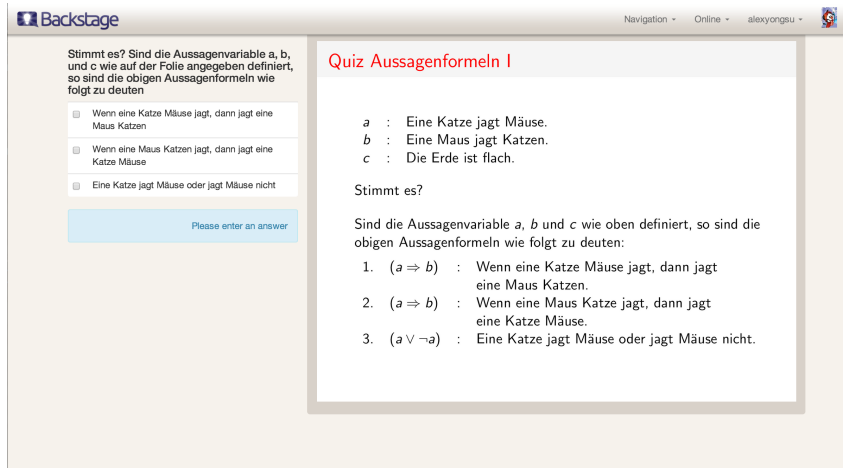 Backstage
Navigation
Online
alexyongsu
Stimmt es? Sind die Aussagenvariable a, b,
und c wie auf der Folie angegeben definiert,
so sind die obigen Aussagenformeln wie
folgt zu deuten
Wenn eine Katze Mäuse jagt, dann jagt eine
Maus Katzen
Wenn eine Maus Katzen jagt, dann jagt eine
Katze Mäuse
Eine Katze jagt Mäuse oder jagt Mäuse nicht
Please enter an answer
Quiz Aussagenformeln I
a : Eine Katze jagt Mäuse.
b : Eine Maus jagt Katzen.
c : Die Erde ist flach.
Stimmt es?
Sind die Aussagenvariable a, b und c wie oben definiert, so sind die
obigen Aussagenformeln wie folgt zu deuten:
1. (a ⇒ b) : Wenn eine Katze Mäuse jagt, dann jagt
eine Maus Katzen.
2. (a ⇒ b) : Wenn eine Maus Katze jagt, dann jagt
eine Katze Mäuse.
3. (a ∨ ¬a) : Eine Katze jagt Mäuse oder jagt Mäuse nicht.